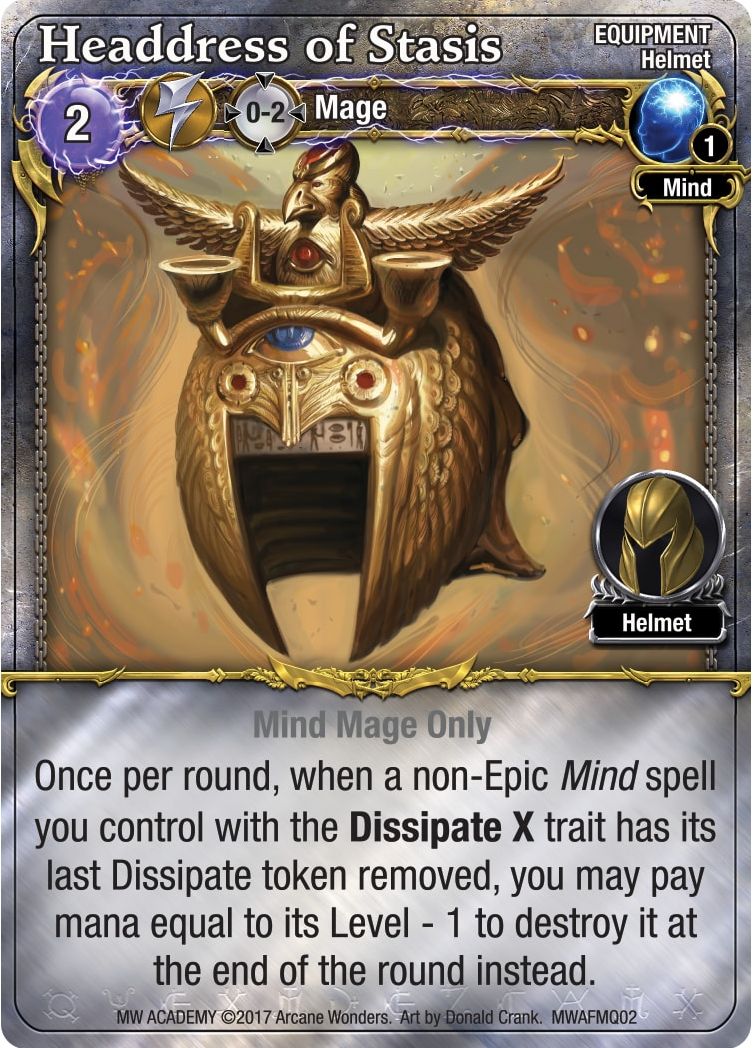 Headdress of Stasis
EQUIPMENT
Helmet
2
0-2
Mage
1
Mind
Helmet
Mind Mage Only
Once per round, when a non-Epic Mind spell
you control with the Dissipate X trait has its
last Dissipate token removed, you may pay
mana equal to its Level - 1 to destroy it at
the end of the round instead.
MW ACADEMY ©2017 Arcane Wonders. Art by Donald Crank. MWAFMQ02